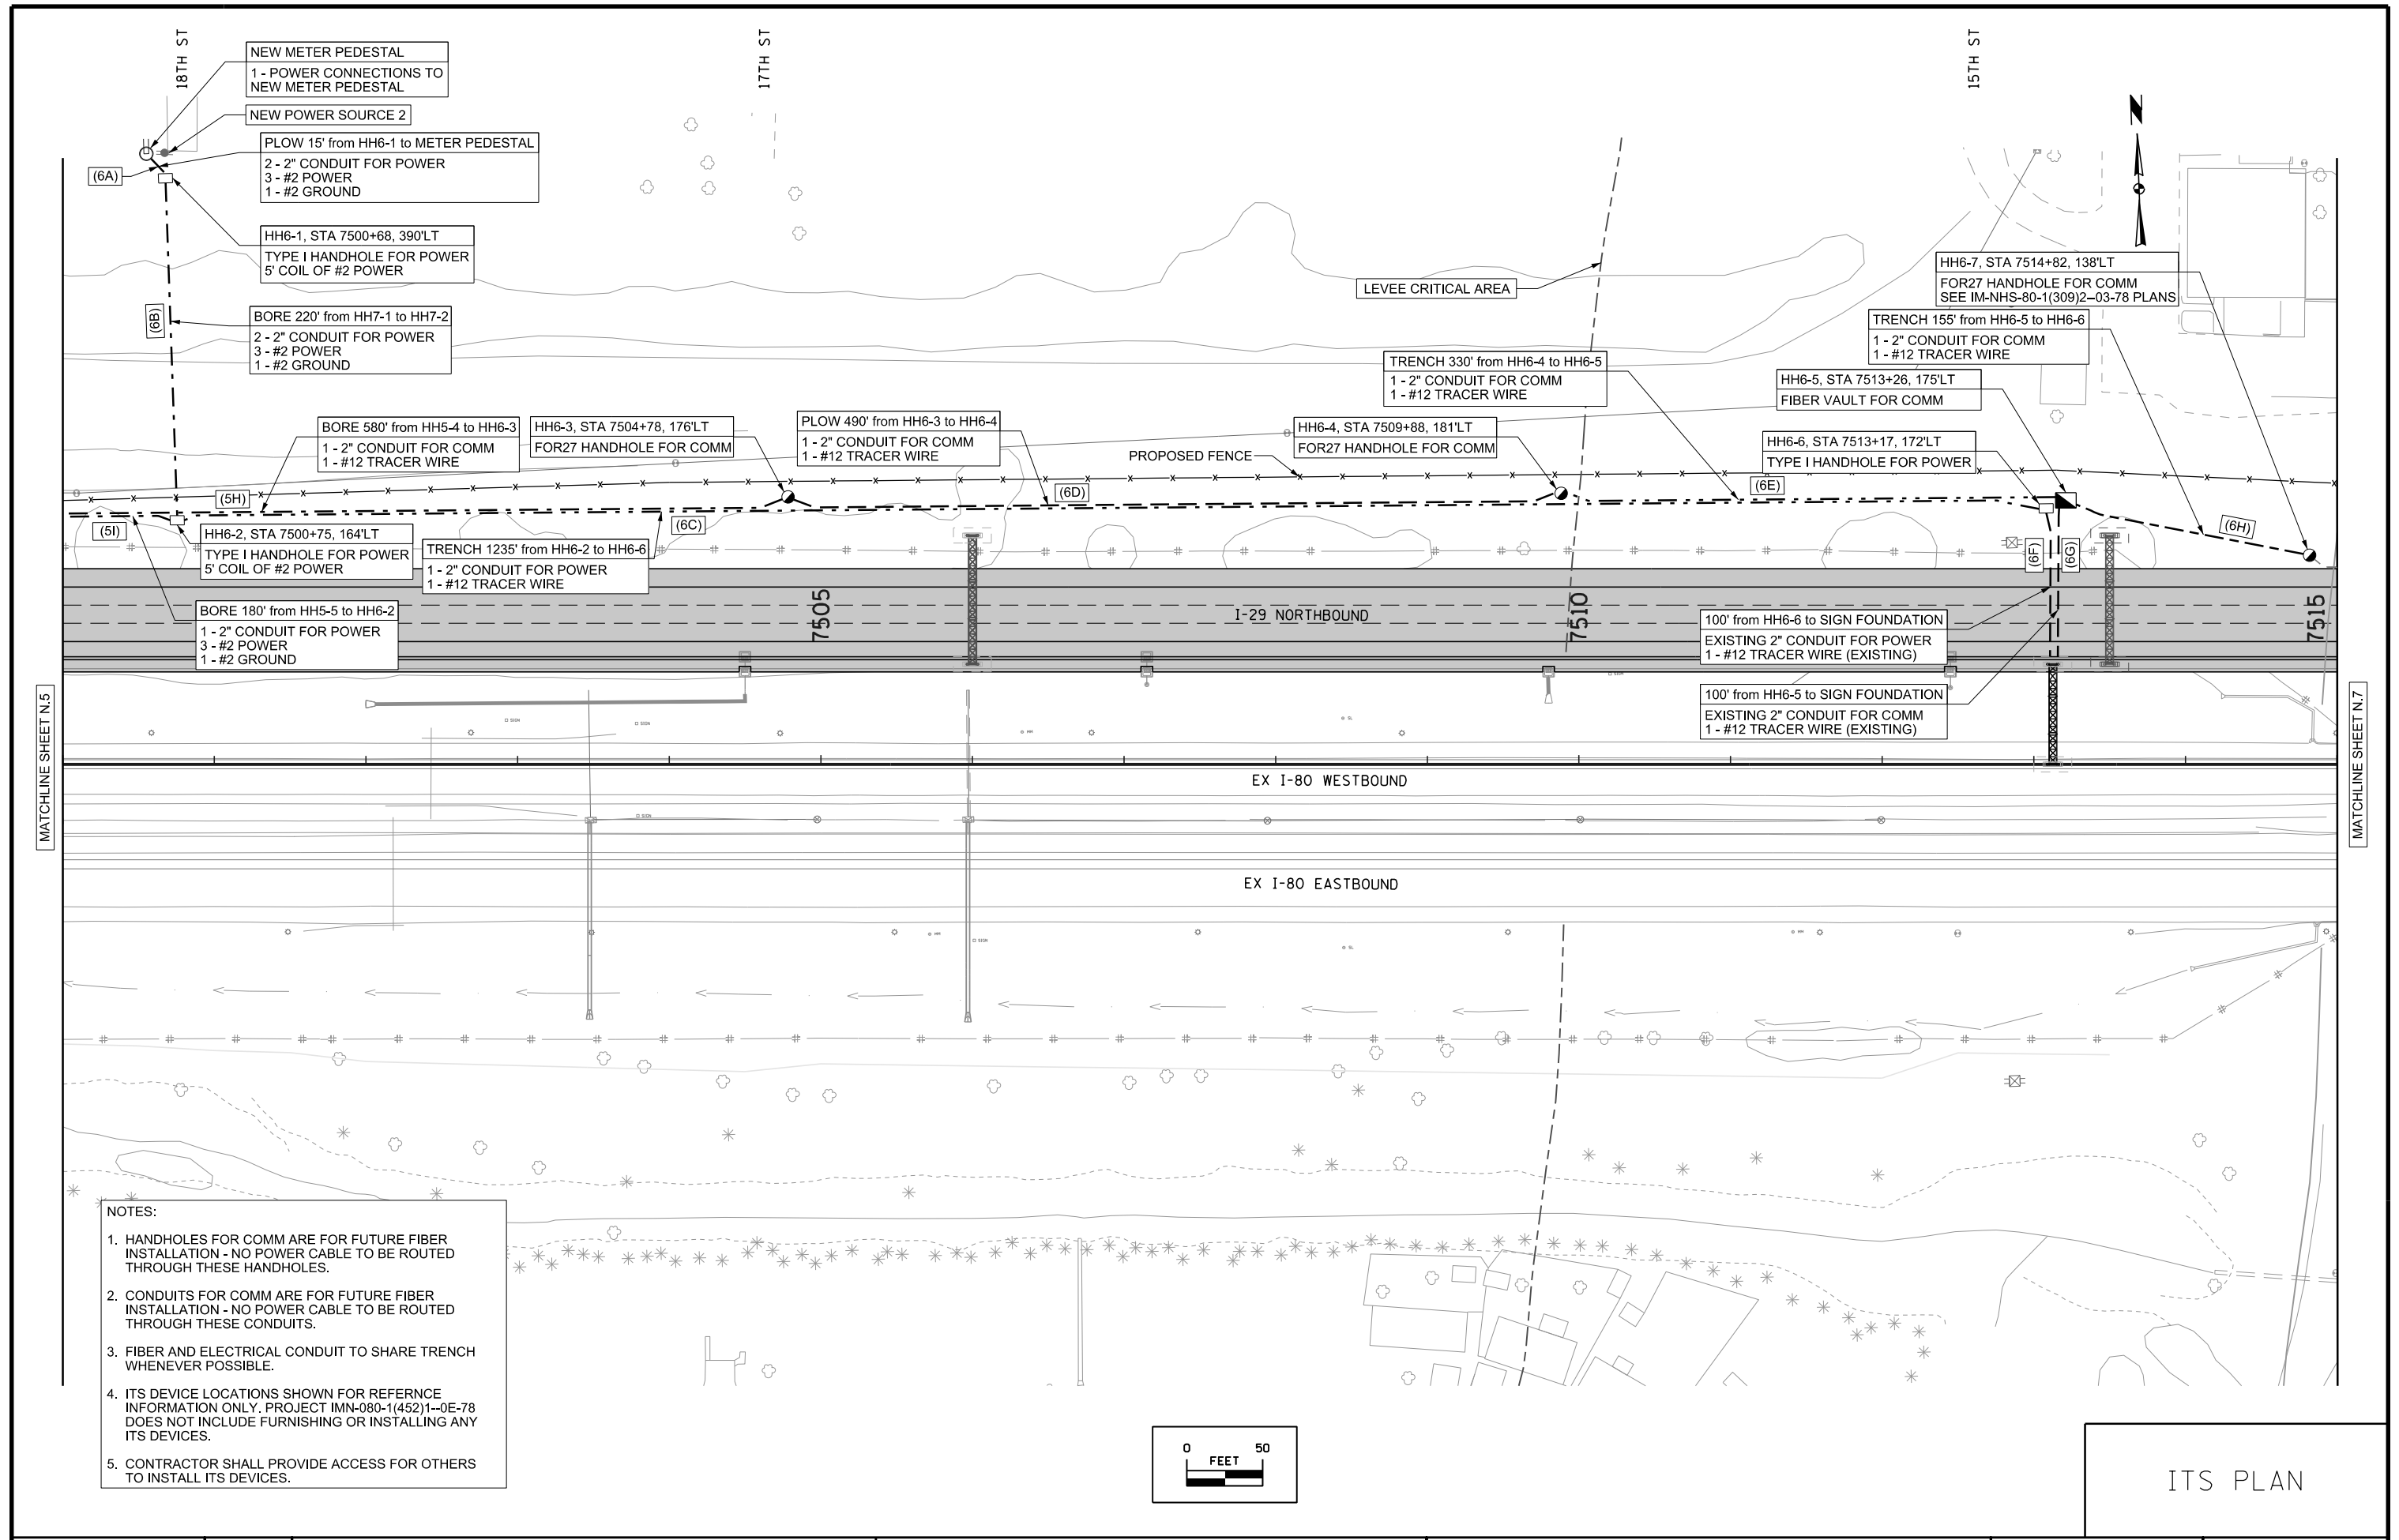 18TH ST
17TH ST
15TH ST
NEW METER PEDESTAL
1 - POWER CONNECTIONS TO
NEW METER PEDESTAL
NEW POWER SOURCE 2
PLOW 15' from HH6-1 to METER PEDESTAL
2 - 2" CONDUIT FOR POWER
3 - #2 POWER
1 - #2 GROUND
(6A)
N
HH6-1, STA 7500+68, 390'LT
TYPE I HANDHOLE FOR POWER
5' COIL OF #2 POWER
(6B)
BORE 220' from HH7-1 to HH7-2
2 - 2" CONDUIT FOR POWER
3 - #2 POWER
1 - #2 GROUND
LEVEE CRITICAL AREA
HH6-7, STA 7514+82, 138'LT
FOR27 HANDHOLE FOR COMM
SEE IM-NHS-80-1(309)2--03-78 PLANS
TRENCH 155' from HH6-5 to HH6-6
1 - 2" CONDUIT FOR COMM
1 - #12 TRACER WIRE
TRENCH 330' from HH6-4 to HH6-5
1 - 2" CONDUIT FOR COMM
1 - #12 TRACER WIRE
HH6-5, STA 7513+26, 175'LT
FIBER VAULT FOR COMM
BORE 580' from HH5-4 to HH6-3
1 - 2" CONDUIT FOR COMM
1 - #12 TRACER WIRE
HH6-3, STA 7504+78, 176'LT
FOR27 HANDHOLE FOR COMM
PLOW 490' from HH6-3 to HH6-4
1 - 2" CONDUIT FOR COMM
1 - #12 TRACER WIRE
PROPOSED FENCE
HH6-4, STA 7509+88, 181'LT
FOR27 HANDHOLE FOR COMM
HH6-6, STA 7513+17, 172'LT
TYPE I HANDHOLE FOR POWER
(5H)
(6D)
(6E)
(5I)
(6C)
(6F)
(6G)
(6H)
HH6-2, STA 7500+75, 164'LT
TYPE I HANDHOLE FOR POWER
5' COIL OF #2 POWER
TRENCH 1235' from HH6-2 to HH6-6
1 - 2" CONDUIT FOR POWER
1 - #12 TRACER WIRE
BORE 180' from HH5-5 to HH6-2
1 - 2" CONDUIT FOR POWER
3 - #2 POWER
1 - #2 GROUND
7505
I-29 NORTHBOUND
7510
7515
100' from HH6-6 to SIGN FOUNDATION
EXISTING 2" CONDUIT FOR POWER
1 - #12 TRACER WIRE (EXISTING)
100' from HH6-5 to SIGN FOUNDATION
EXISTING 2" CONDUIT FOR COMM
1 - #12 TRACER WIRE (EXISTING)
MATCHLINE SHEET N.5
MATCHLINE SHEET N.7
SIGN
SIGN
SL
MM
SIGN
EX I-80 WESTBOUND
SIGN
EX I-80 EASTBOUND
MM
SIGN
SL
MM
NOTES:
1. HANDHOLES FOR COMM ARE FOR FUTURE FIBER
INSTALLATION - NO POWER CABLE TO BE ROUTED
THROUGH THESE HANDHOLES.
2. CONDUITS FOR COMM ARE FOR FUTURE FIBER
INSTALLATION - NO POWER CABLE TO BE ROUTED
THROUGH THESE CONDUITS.
3. FIBER AND ELECTRICAL CONDUIT TO SHARE TRENCH
WHENEVER POSSIBLE.
4. ITS DEVICE LOCATIONS SHOWN FOR REFERNCE
INFORMATION ONLY. PROJECT IMN-080-1(452)1--0E-78
DOES NOT INCLUDE FURNISHING OR INSTALLING ANY
ITS DEVICES.
5. CONTRACTOR SHALL PROVIDE ACCESS FOR OTHERS
TO INSTALL ITS DEVICES.
0 50
FEET
ITS PLAN